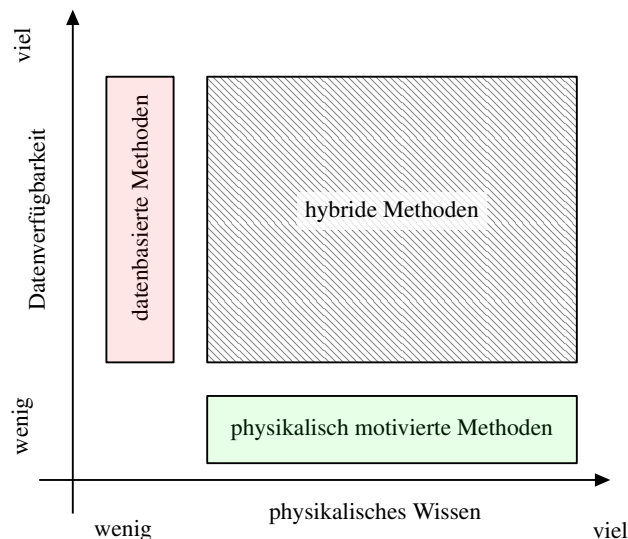 viel
Datenverfügbarkeit
wenig
datenbasierte Methoden
hybride Methoden
physikalisch motivierte Methoden
wenig
physikalisches Wissen
viel